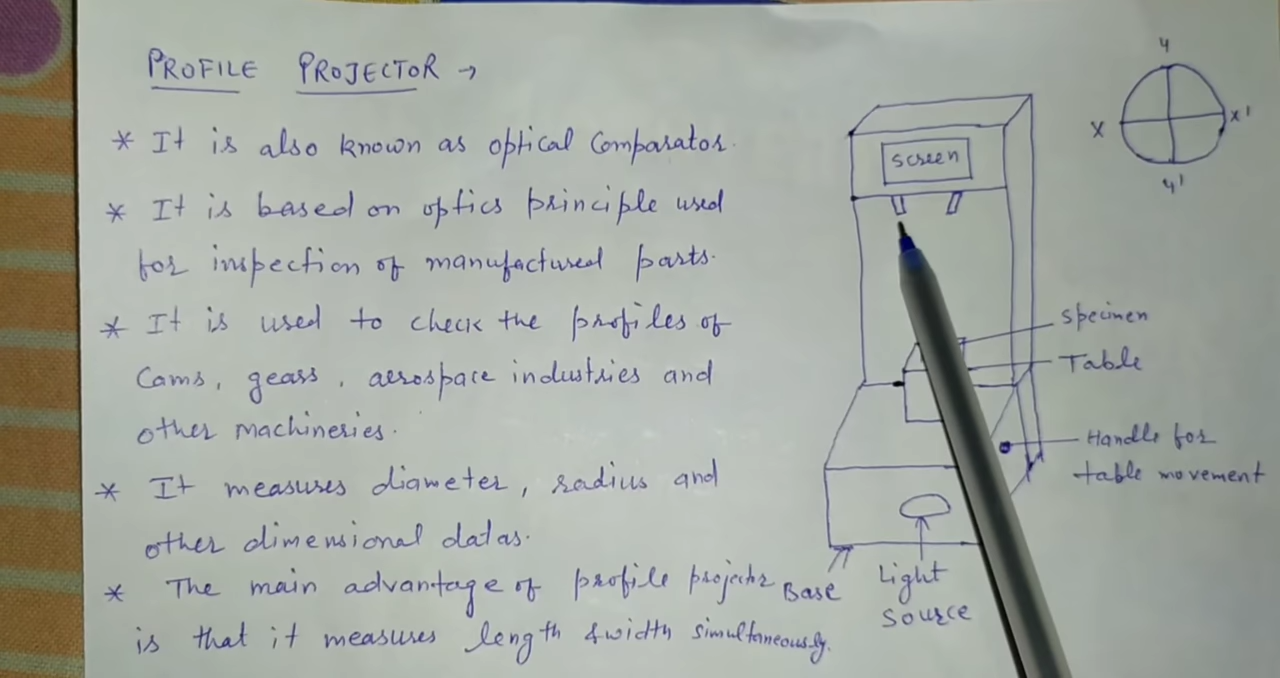 PROFILE PROJECTOR →
* It is also known as optical Comparator.
* It is based on optics principle used
for inspection of manufactured parts.
* It is used to check the profiles of
Cams, gears, aerospace industries and
other machineries.
* It measures diameter, radius and
other dimensional datas.
* The main advantage of profile projector
is that it measures length & width simultaneously.
Screen
Specimen
Table
Handle for
table movement
Base
Light
Source
y
x
x'
y'